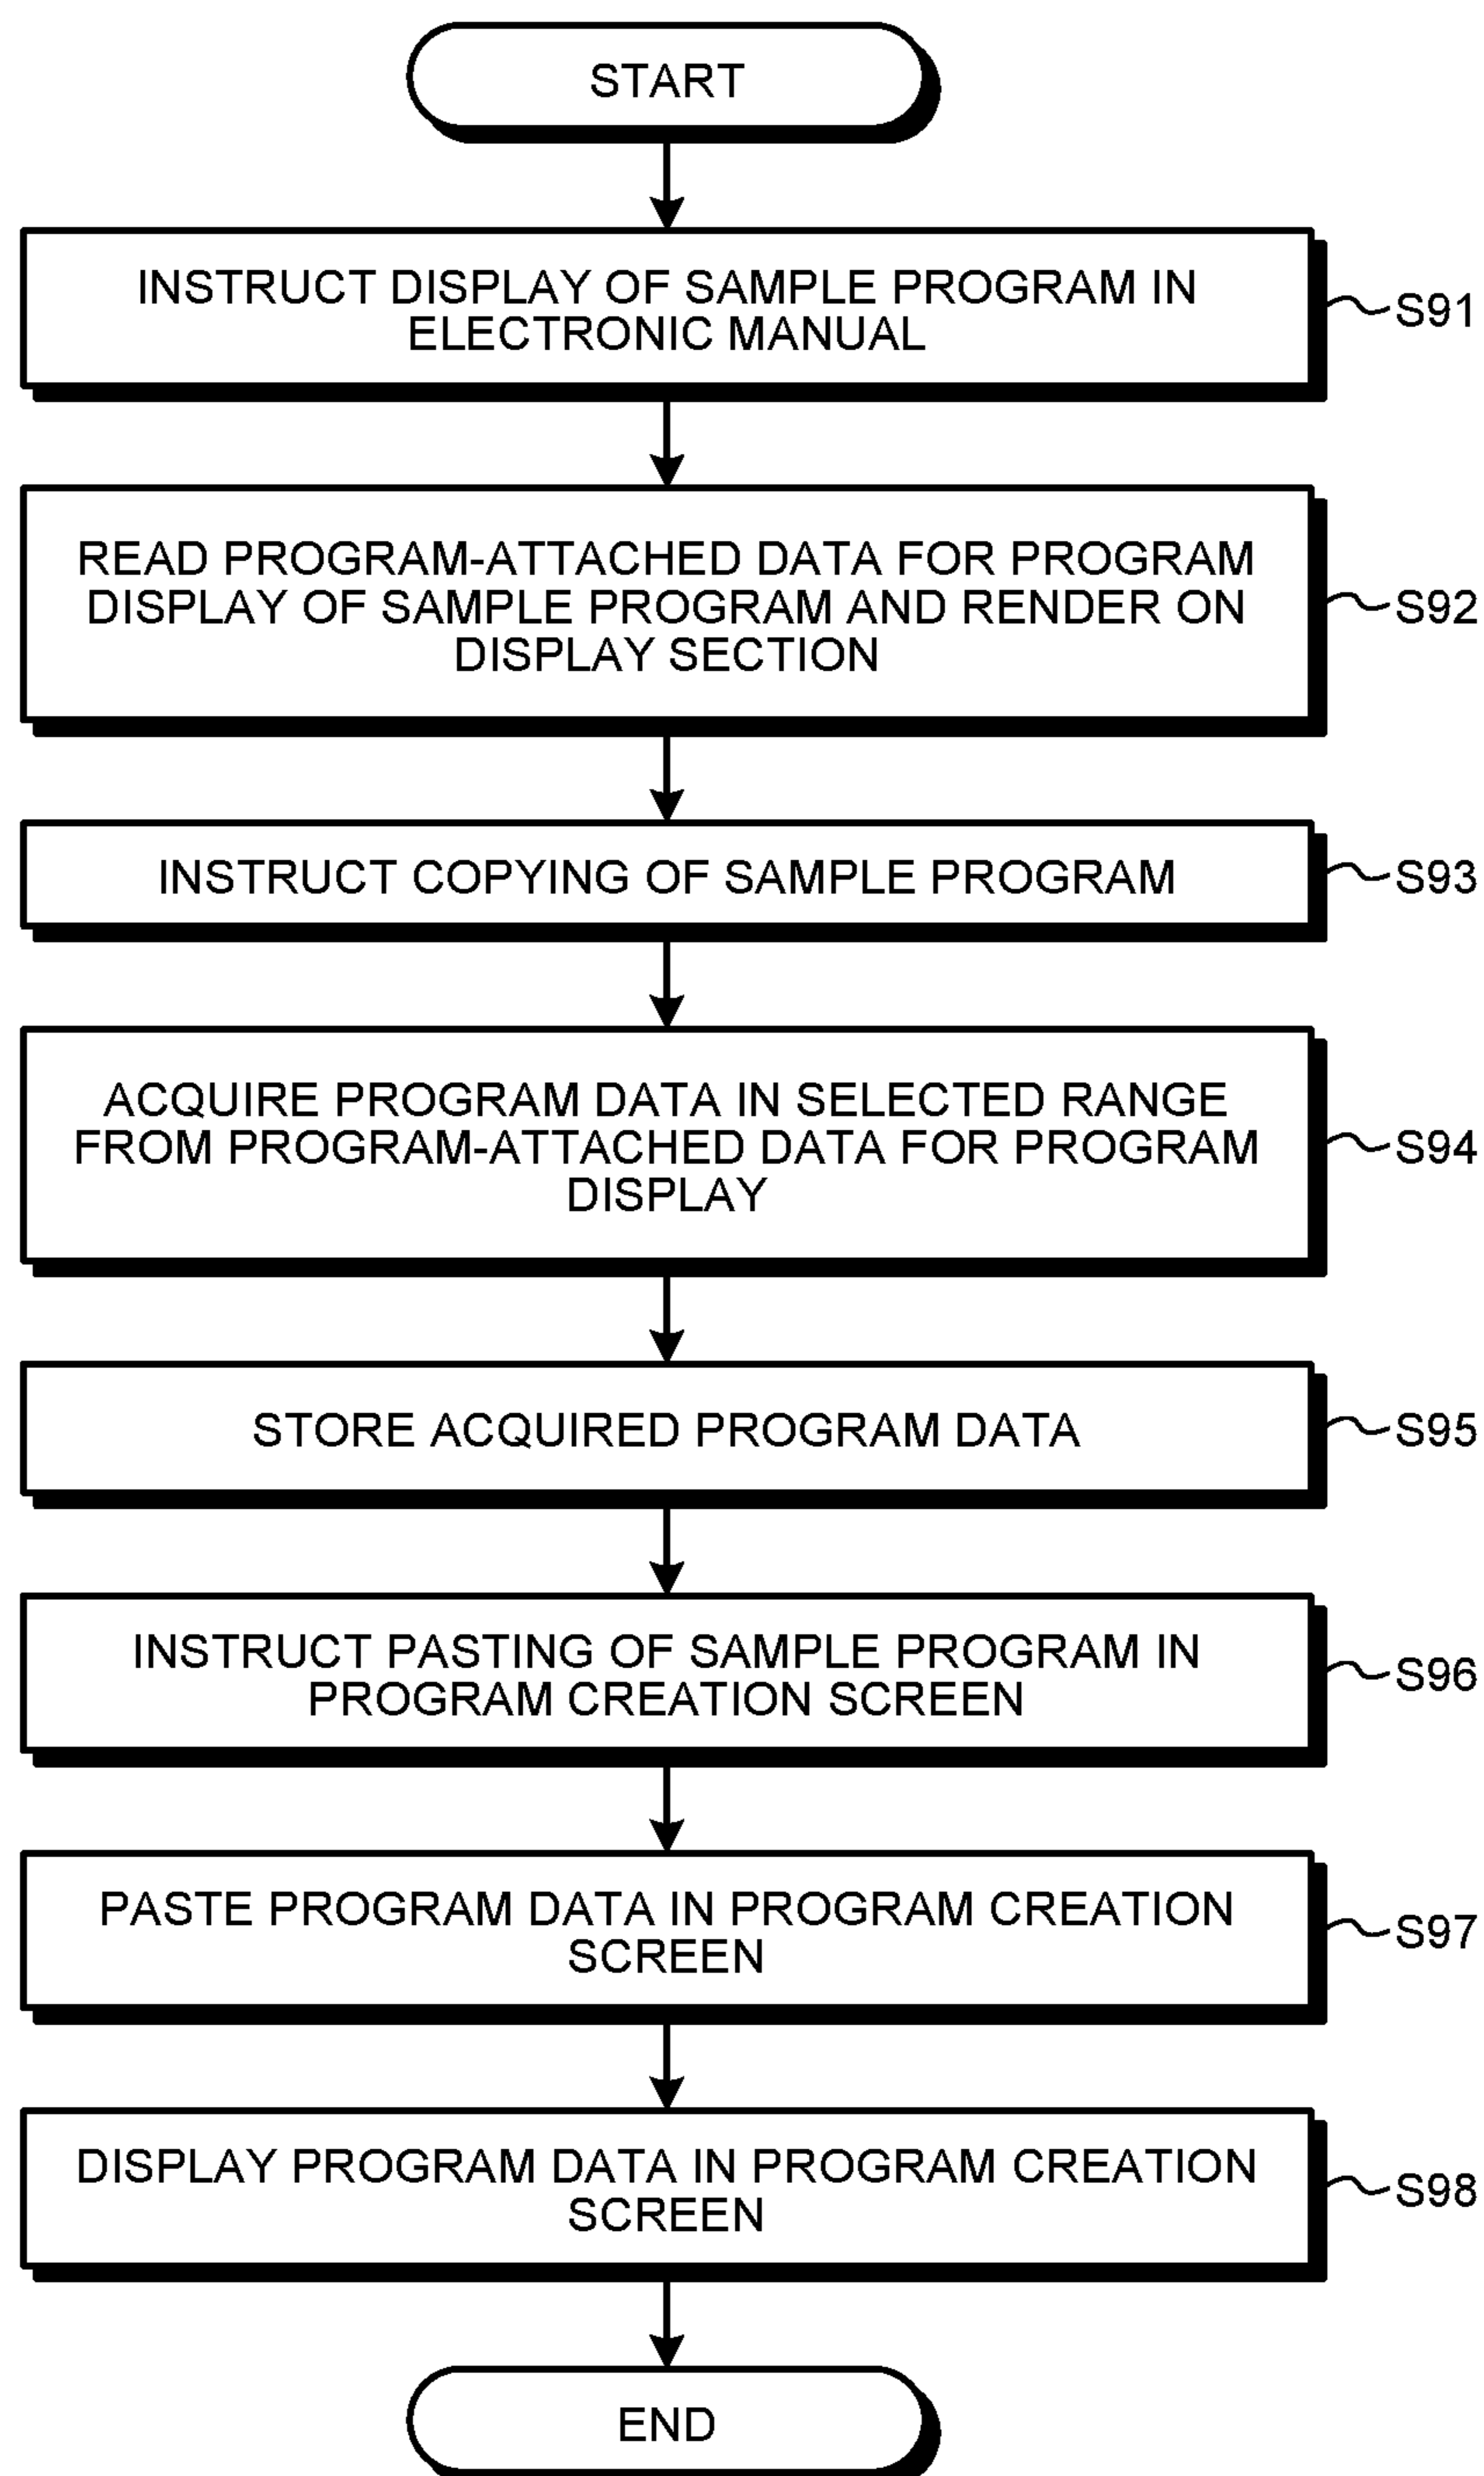 START
INSTRUCT DISPLAY OF SAMPLE PROGRAM IN
ELECTRONIC MANUAL
S91
READ PROGRAM-ATTACHED DATA FOR PROGRAM
DISPLAY OF SAMPLE PROGRAM AND RENDER ON
DISPLAY SECTION
S92
INSTRUCT COPYING OF SAMPLE PROGRAM
S93
ACQUIRE PROGRAM DATA IN SELECTED RANGE
FROM PROGRAM-ATTACHED DATA FOR PROGRAM
DISPLAY
S94
STORE ACQUIRED PROGRAM DATA
S95
INSTRUCT PASTING OF SAMPLE PROGRAM IN
PROGRAM CREATION SCREEN
S96
PASTE PROGRAM DATA IN PROGRAM CREATION
SCREEN
S97
DISPLAY PROGRAM DATA IN PROGRAM CREATION
SCREEN
S98
END